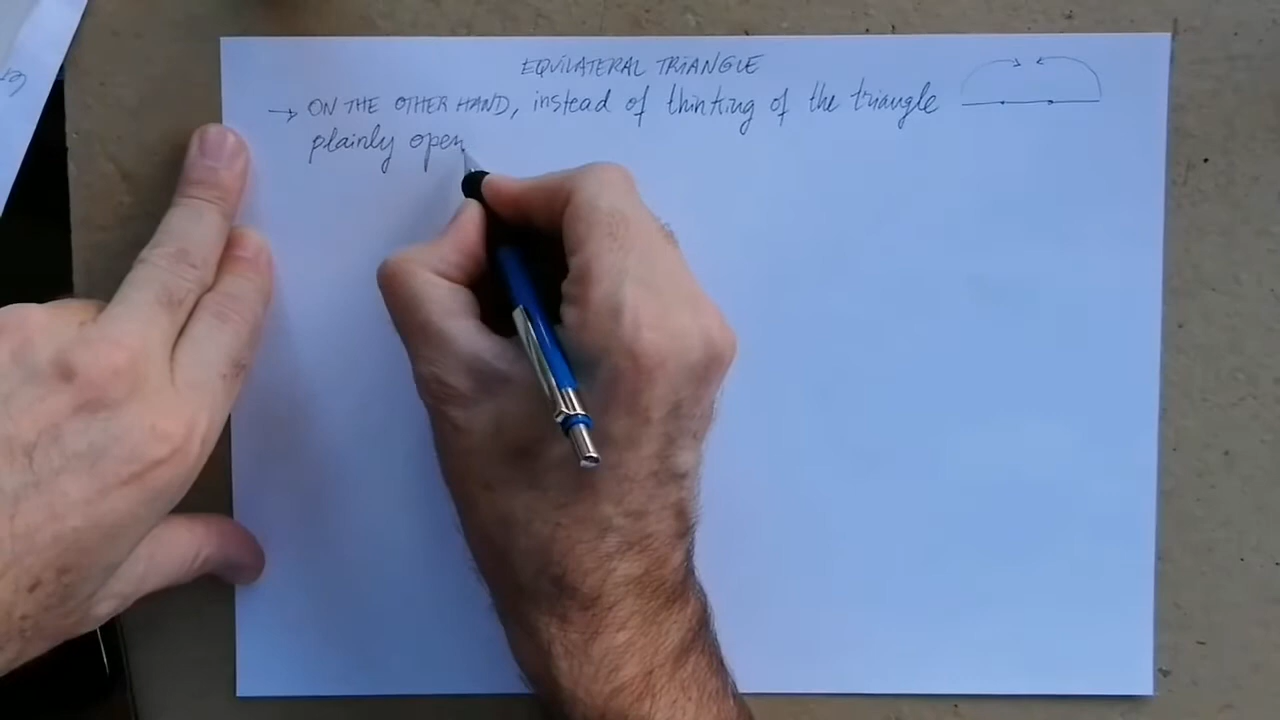 EQUILATERAL TRIANGLE
→ ON THE OTHER HAND, instead of thinking of the triangle
plainly open